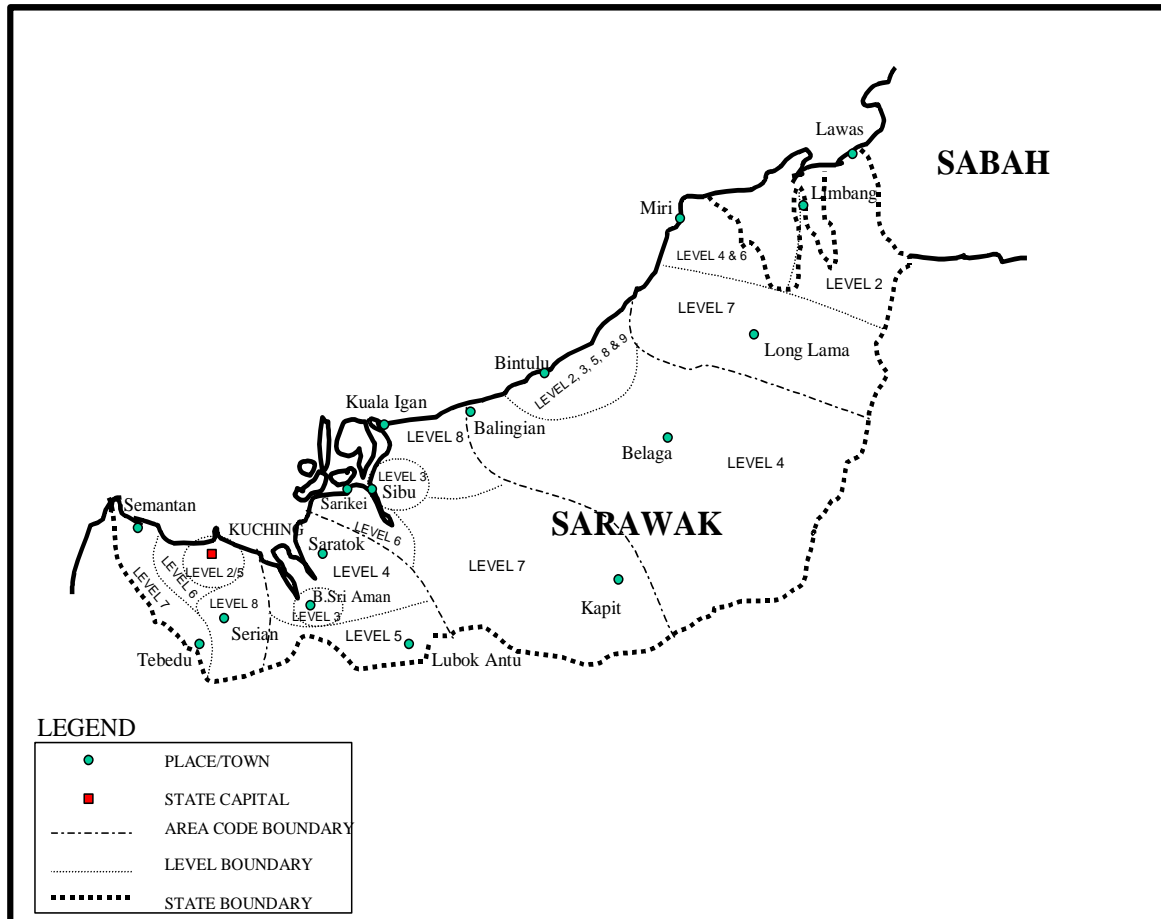 Lawas
SABAH
Limbang
Miri
LEVEL 4 & 6
LEVEL 2
LEVEL 7
Long Lama
LEVEL 2, 3, 5, 8 & 9
Bintulu
Kuala Igan
Balingian
LEVEL 8
Belaga
LEVEL 4
LEVEL 3
Sibu
Sarikei
Semantan
KUCHING
SARAWAK
LEVEL 6
Saratok
LEVEL 4
LEVEL 7
LEVEL 2/5
LEVEL 6
LEVEL 7
Kapit
B.Sri Aman
LEVEL 3
LEVEL 8
Serian
LEVEL 5
Tebedu
Lubok Antu
LEGEND
PLACE/TOWN
STATE CAPITAL
AREA CODE BOUNDARY
LEVEL BOUNDARY
STATE BOUNDARY